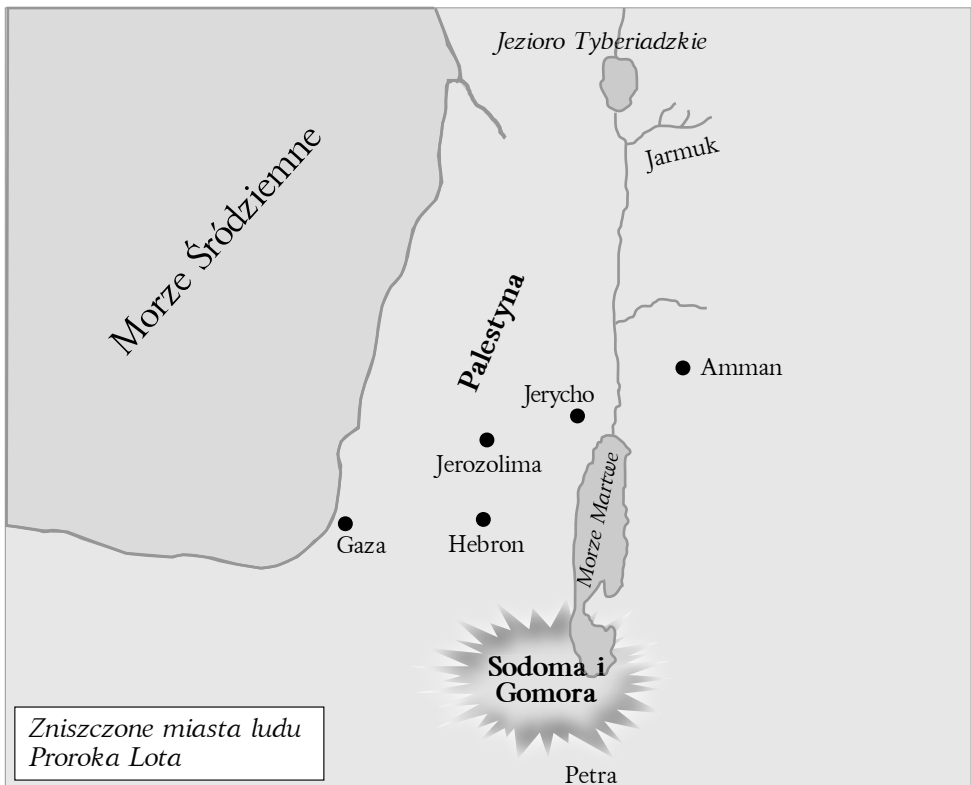 Jezioro Tyberiadzkie
Jarmuk
Morze Śródziemne
Palestyna
Amman
Jerycho
Jerozolima
Morze Martwe
Gaza
Hebron
Sodoma i
Gomora
Zniszczone miasta ludu
Proroka Lota
Petra